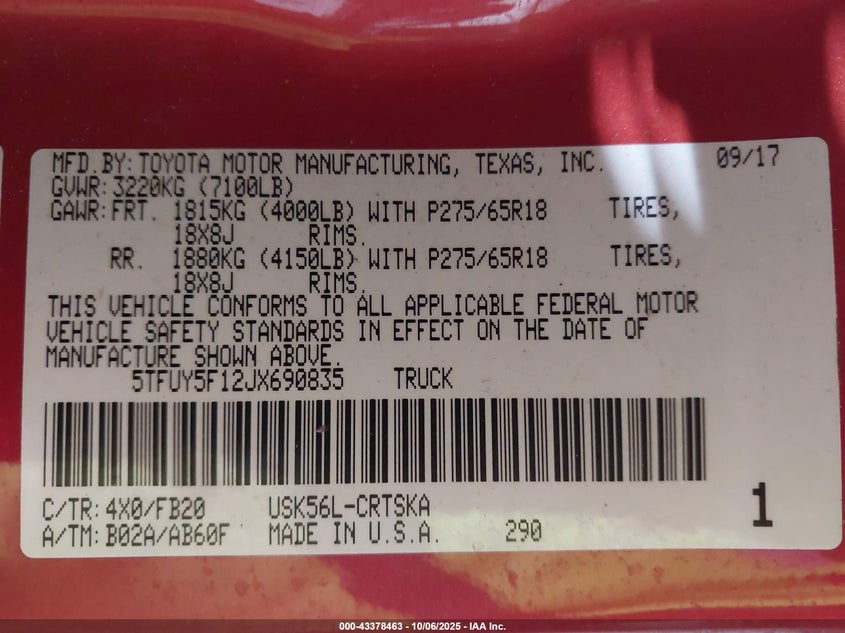 MFD.BY:TOYOTA MOTOR MANUFACTURING, TEXAS, INC. 09/17
GVWR:3220KG (7100LB)
GAWR:FRT. 1815KG (4000LB) WITH P275/65R18 TIRES,
18X8J RIMS.
RR. 1880KG (4150LB) WITH P275/65R18 TIRES,
18X8J RIMS.
THIS VEHICLE CONFORMS TO ALL APPLICABLE FEDERAL MOTOR
VEHICLE SAFETY STANDARDS IN EFFECT ON THE DATE OF
MANUFACTURE SHOWN ABOVE.
5TFUY5F12JX690835 TRUCK
C/TR:4X0/FB20 USK56L-CRTSKA
A/TM:B02A/AB60F MADE IN U.S.A. 290
1
000-43378463 - 10/06/2025 - IAA Inc.